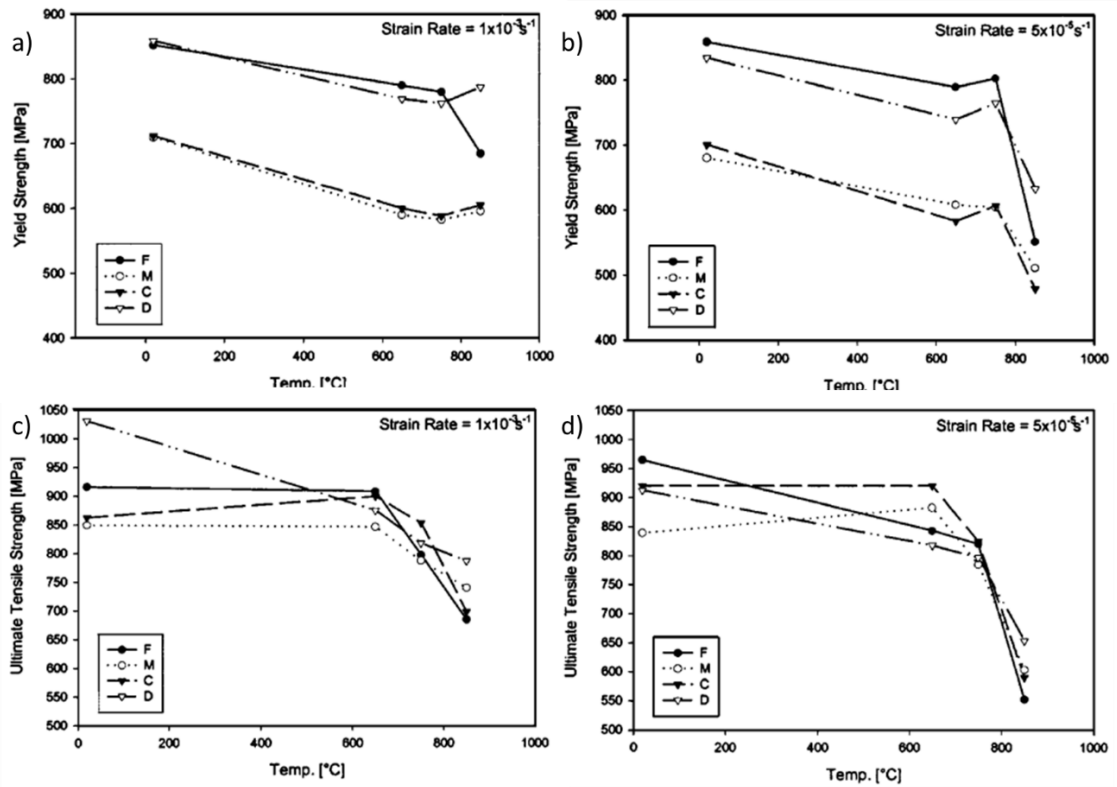 a)
Strain Rate = 1x10⁻³s⁻¹
900
800
700
600
500
400
Yield Strength [MPa]
F
M
C
D
0
200
400
600
800
1000
Temp. [°C]
b)
Strain Rate = 5x10⁻⁵s⁻¹
900
800
700
600
500
400
Yield Strength [MPa]
F
M
C
D
0
200
400
600
800
1000
Temp. [°C]
c)
Strain Rate = 1x10⁻³s⁻¹
1050
1000
950
900
850
800
750
700
650
600
550
500
Ultimate Tensile Strength [MPa]
F
M
C
D
0
200
400
600
800
1000
Temp. [°C]
d)
Strain Rate = 5x10⁻⁵s⁻¹
1050
1000
950
900
850
800
750
700
650
600
550
500
Ultimate Tensile Strength [MPa]
F
M
C
D
0
200
400
600
800
1000
Temp. [°C]